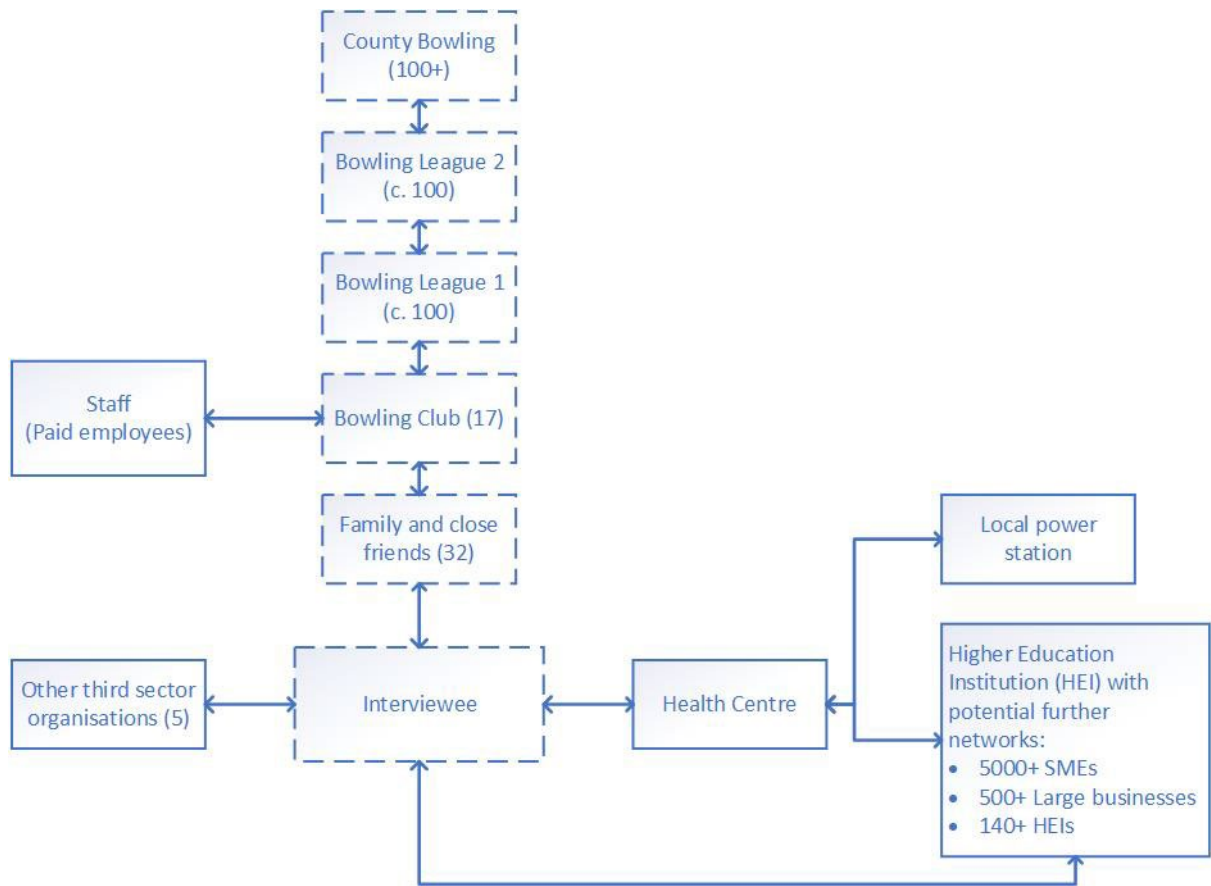 County Bowling
(100+)
Bowling League 2
(c. 100)
Bowling League 1
(c. 100)
Staff
(Paid employees)
Bowling Club (17)
Family and close
friends (32)
Local power
station
Other third sector
organisations (5)
Interviewee
Health Centre
Higher Education
Institution (HEI) with
potential further
networks:
• 5000+ SMEs
• 500+ Large businesses
• 140+ HEIs